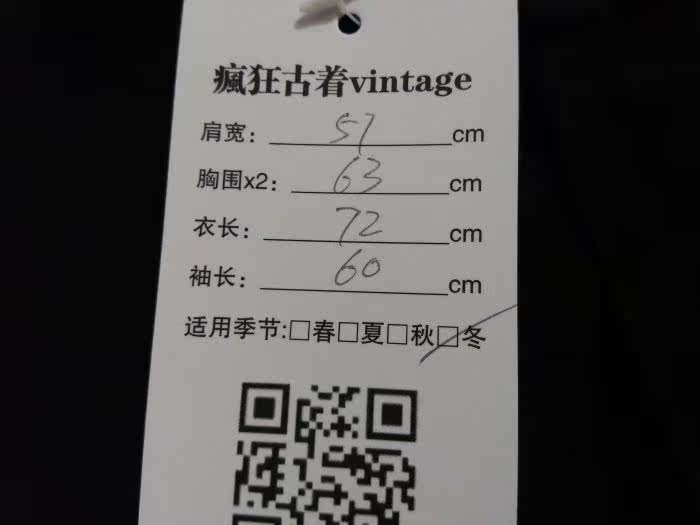 瘋狂古着vintage
肩宽：57cm
胸围x2：63cm
衣长：72cm
袖长：60cm
适用季节:□春□夏□秋□冬